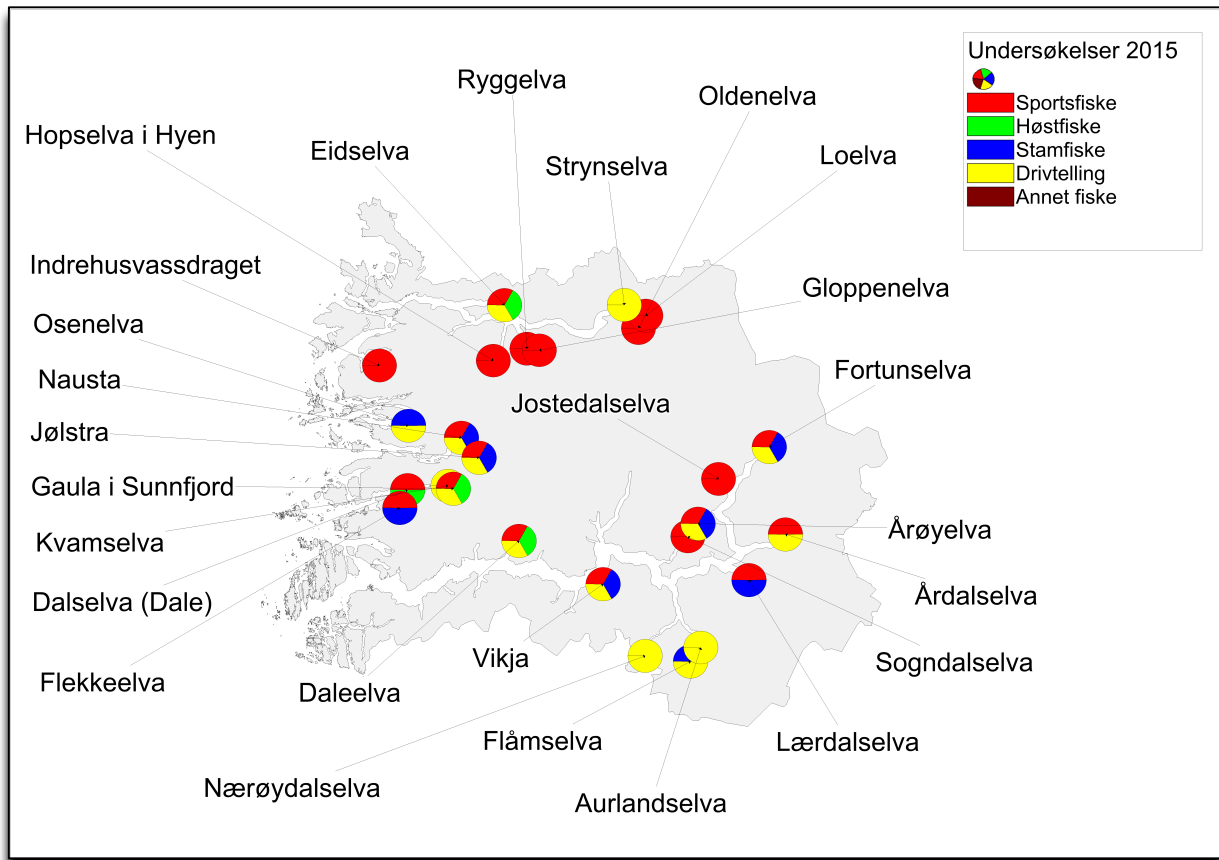 Undersøkelser 2015
Sportsfiske
Høstfiske
Stamfiske
Drivtelling
Annet fiske
Ryggelva
Oldenelva
Hopselva i Hyen
Eidselva
Strynselva
Loelva
Indrehusvassdraget
Gloppenelva
Osenelva
Nausta
Fortunselva
Jostedalselva
Jølstra
Gaula i Sunnfjord
Kvamselva
Årøyelva
Dalselva (Dale)
Årdalselva
Flekkeelva
Daleelva
Vikja
Sogndalselva
Flåmselva
Lærdalselva
Nærøydalselva
Aurlandselva